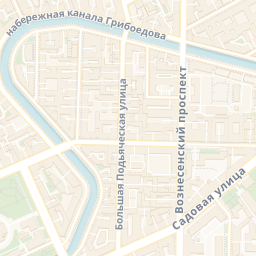 набережная канала Грибоедова
Большая Подьяческая улица
Вознесенский проспект
Садовая улица